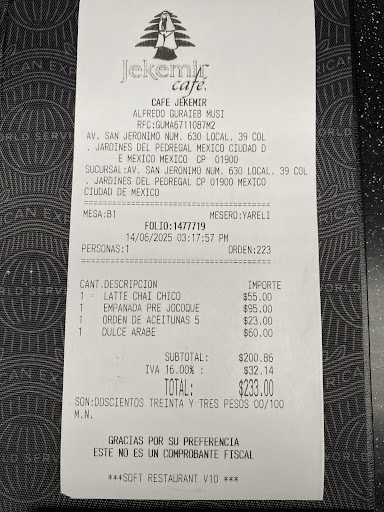 Jekemir
café.
CAFE JEKEMIR
ALFREDO GURAIEB MUSI
RFC:GUMA6711087M2
AV. SAN JERONIMO NUM. 630 LOCAL. 39 COL
. JARDINES DEL PEDREGAL MEXICO CIUDAD D
E MEXICO MEXICO CP 01900
SUCURSAL:AV. SAN JERONIMO NUM. 630 LOCAL. 39 COL
. JARDINES DEL PEDREGAL CP 01900 MEXICO
CIUDAD DE MEXICO
MESA:B1 MESERO:YARELI
FOLIO:1477719
14/06/2025 03:17:57 PM
PERSONAS:1 ORDEN:223
CANT.DESCRIPCION IMPORTE
1 LATTE CHAI CHICO $55.00
1 EMPANADA PRE JOCOQUE $95.00
1 ORDEN DE ACEITUNAS 5 $23.00
1 DULCE ARABE $60.00
SUBTOTAL: $200.86
IVA 16.00% : $32.14
TOTAL: $233.00
SON:DOSCIENTOS TREINTA Y TRES PESOS 00/100
M.N.
GRACIAS POR SU PREFERENCIA
ESTE NO ES UN COMPROBANTE FISCAL
***SOFT RESTAURANT V10 ***